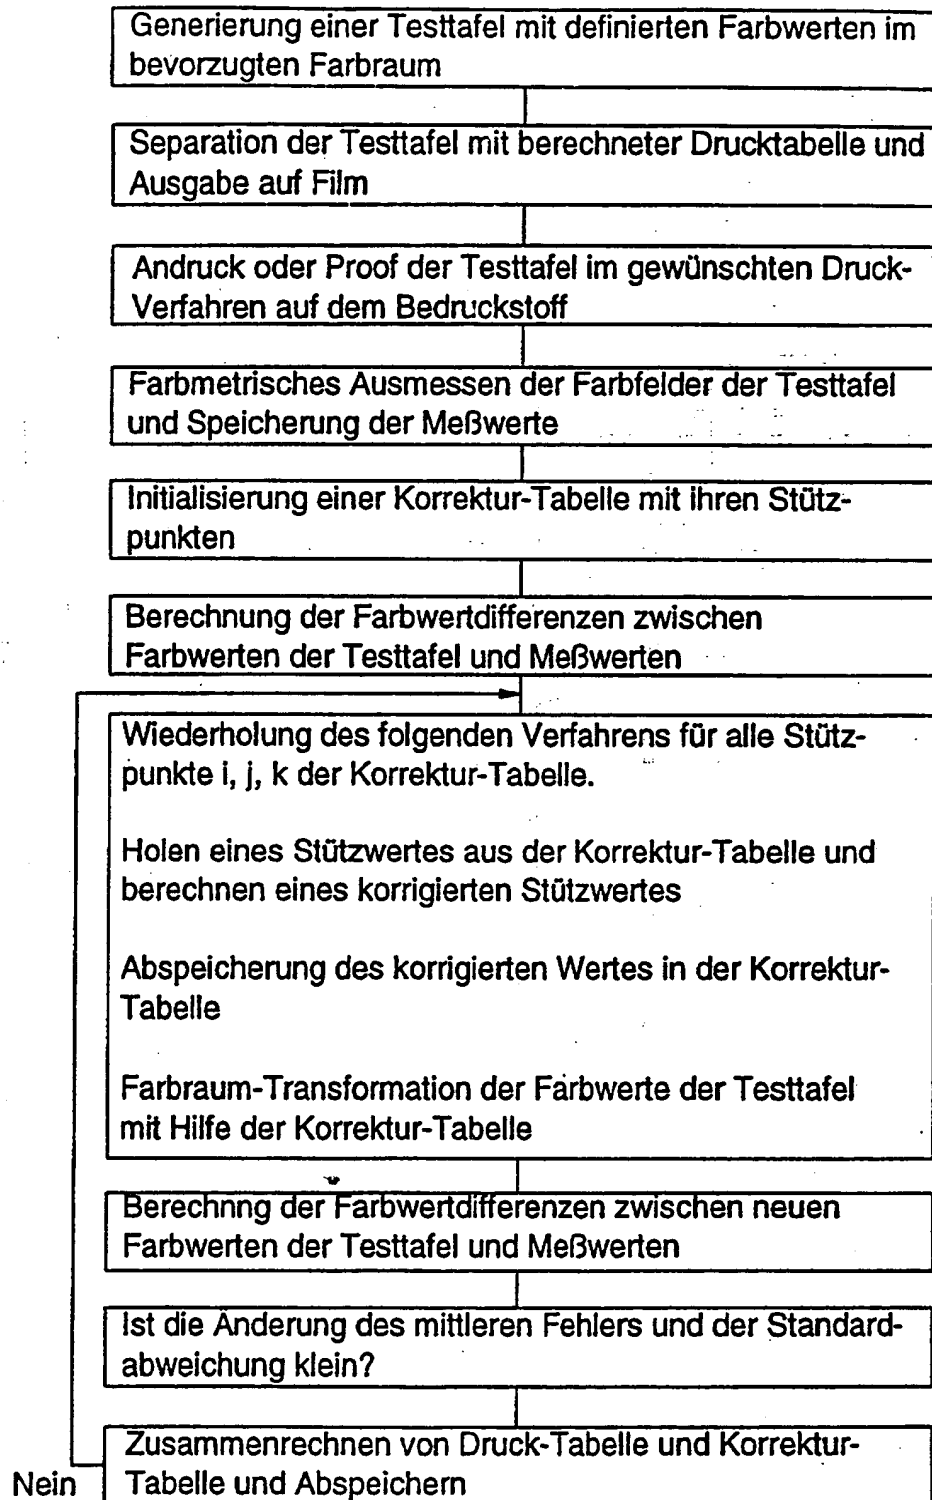 Generierung einer Testtafel mit definierten Farbwerten im
bevorzugten Farbraum
Separation der Testtafel mit berechneter Drucktabelle und
Ausgabe auf Film
Andruck oder Proof der Testtafel im gewünschten Druck-
Verfahren auf dem Bedruckstoff
Farbmetrisches Ausmessen der Farbfelder der Testtafel
und Speicherung der Meßwerte
Initialisierung einer Korrektur-Tabelle mit ihren Stütz-
punkten
Berechnung der Farbwertdifferenzen zwischen
Farbwerten der Testtafel und Meßwerten
Wiederholung des folgenden Verfahrens für alle Stütz-
punkte i, j, k der Korrektur-Tabelle.
Holen eines Stützwertes aus der Korrektur-Tabelle und
berechnen eines korrigierten Stützwertes
Abspeicherung des korrigierten Wertes in der Korrektur-
Tabelle
Farbraum-Transformation der Farbwerte der Testtafel
mit Hilfe der Korrektur-Tabelle
Berechnng der Farbwertdifferenzen zwischen neuen
Farbwerten der Testtafel und Meßwerten
Ist die Änderung des mittleren Fehlers und der Standard-
abweichung klein?
Zusammenrechnen von Druck-Tabelle und Korrektur-
Nein Tabelle und Abspeichern